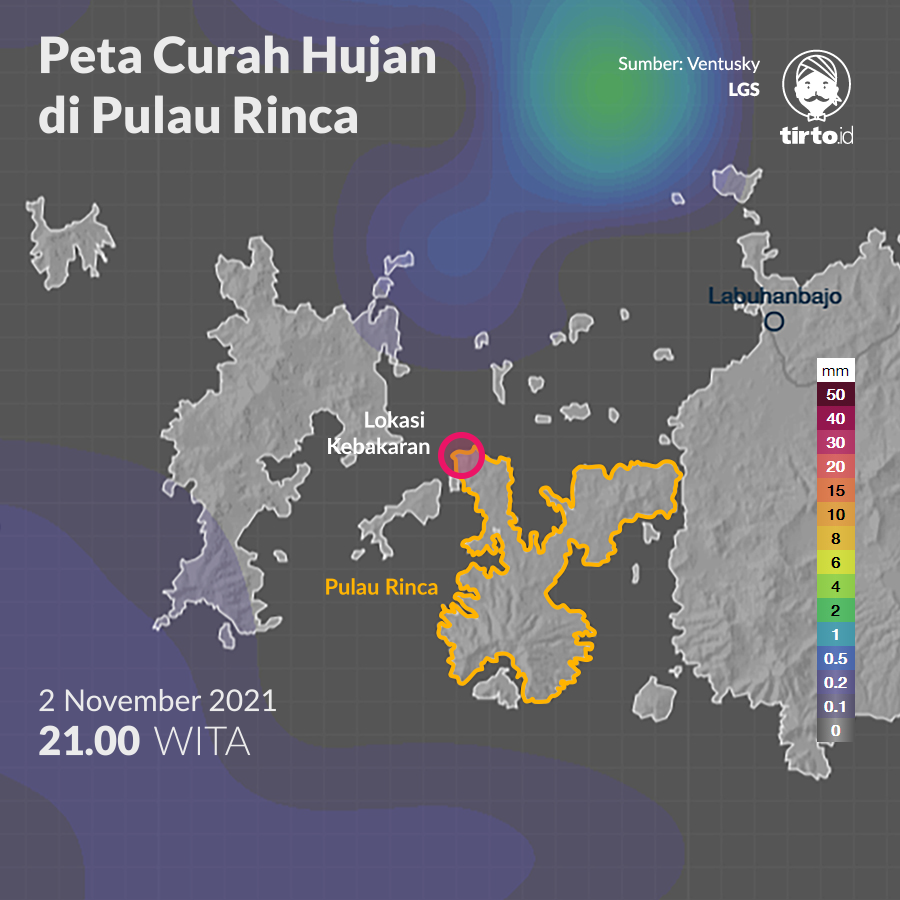 Peta Curah Hujan
di Pulau Rinca
Sumber: Ventusky
LGS
tirto.id
Labuhanbajo
mm
50
40
30
20
15
10
8
6
4
2
1
0.5
0.2
0.1
0
Lokasi
Kebakaran
Pulau Rinca
2 November 2021
21.00 WITA